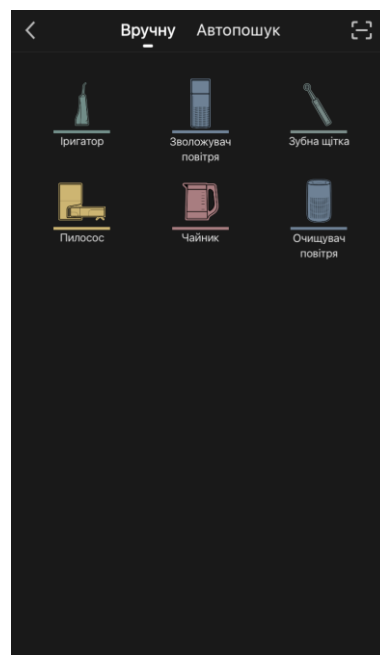 Вручну Автопошук
Іригатор
Зволожувач
повітря
Зубна щітка
Пилосос
Чайник
Очищувач
повітря